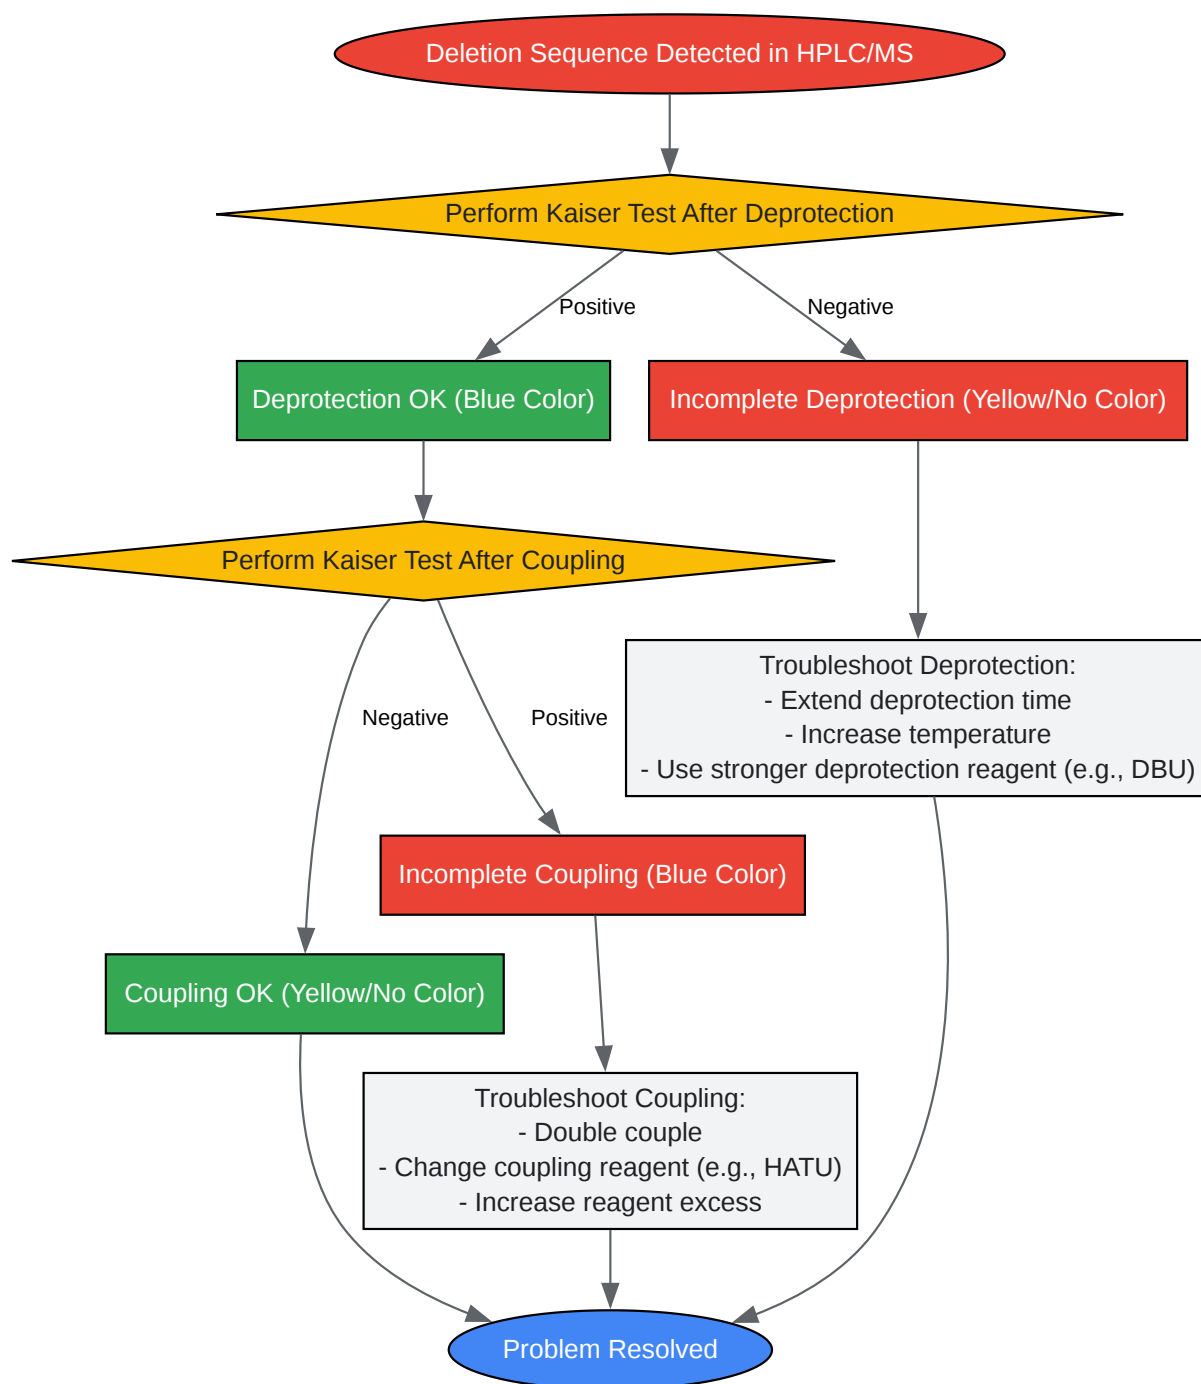 Deletion Sequence Detected in HPLC/MS
Perform Kaiser Test After Deprotection
Positive
Negative
Deprotection OK (Blue Color)
Incomplete Deprotection (Yellow/No Color)
Perform Kaiser Test After Coupling
Troubleshoot Deprotection:
- Extend deprotection time
- Increase temperature
- Use stronger deprotection reagent (e.g., DBU)
Negative
Positive
Incomplete Coupling (Blue Color)
Coupling OK (Yellow/No Color)
Troubleshoot Coupling:
- Double couple
- Change coupling reagent (e.g., HATU)
- Increase reagent excess
Problem Resolved